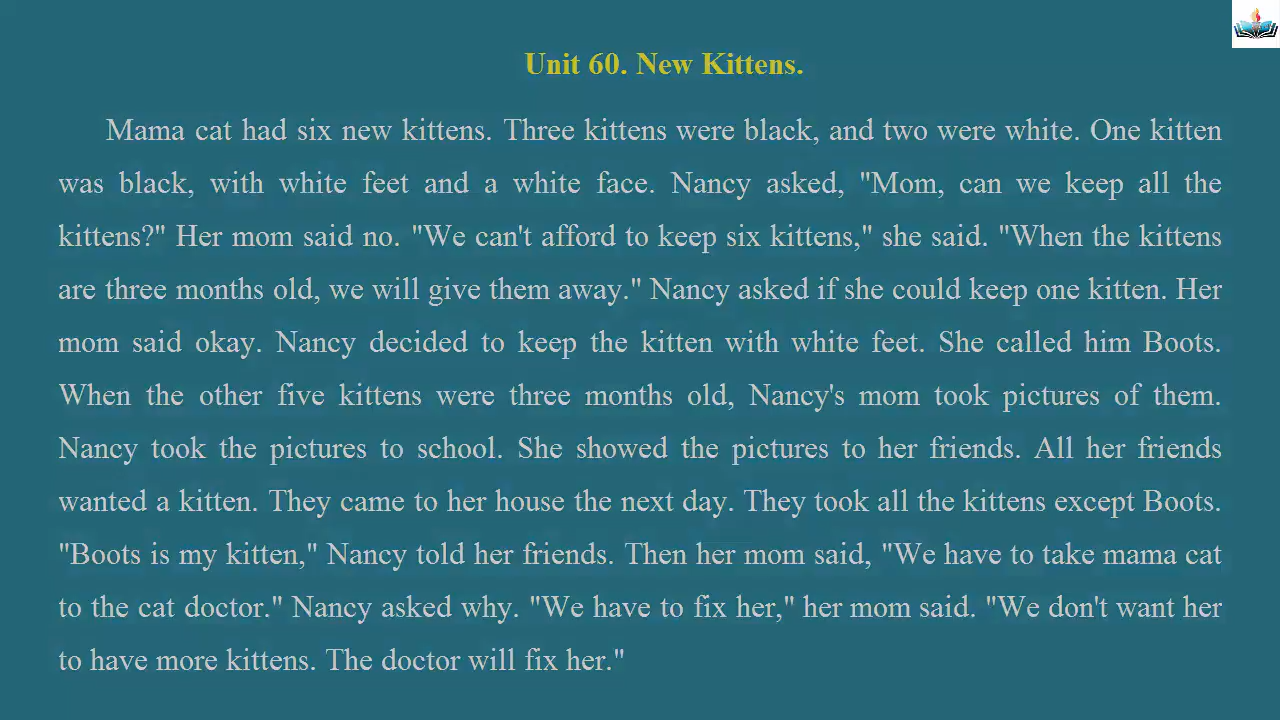 Unit 60. New Kittens.
Mama cat had six new kittens. Three kittens were black, and two were white. One kitten
was black, with white feet and a white face. Nancy asked, "Mom, can we keep all the
kittens?" Her mom said no. "We can't afford to keep six kittens," she said. "When the kittens
are three months old, we will give them away." Nancy asked if she could keep one kitten. Her
mom said okay. Nancy decided to keep the kitten with white feet. She called him Boots.
When the other five kittens were three months old, Nancy's mom took pictures of them.
Nancy took the pictures to school. She showed the pictures to her friends. All her friends
wanted a kitten. They came to her house the next day. They took all the kittens except Boots.
"Boots is my kitten," Nancy told her friends. Then her mom said, "We have to take mama cat
to the cat doctor." Nancy asked why. "We have to fix her," her mom said. "We don't want her
to have more kittens. The doctor will fix her."